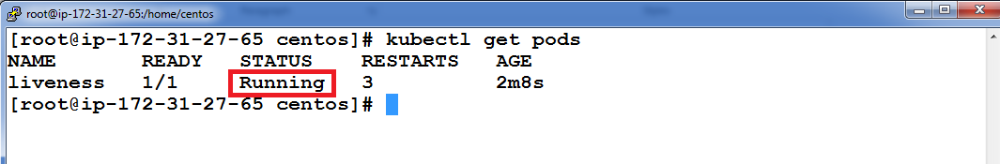 root@ip-172-31-27-65:/home/centos
[root@ip-172-31-27-65 centos]# kubectl get pods
NAME READY STATUS RESTARTS AGE
liveness 1/1 Running 3 2m8s
[root@ip-172-31-27-65 centos]#